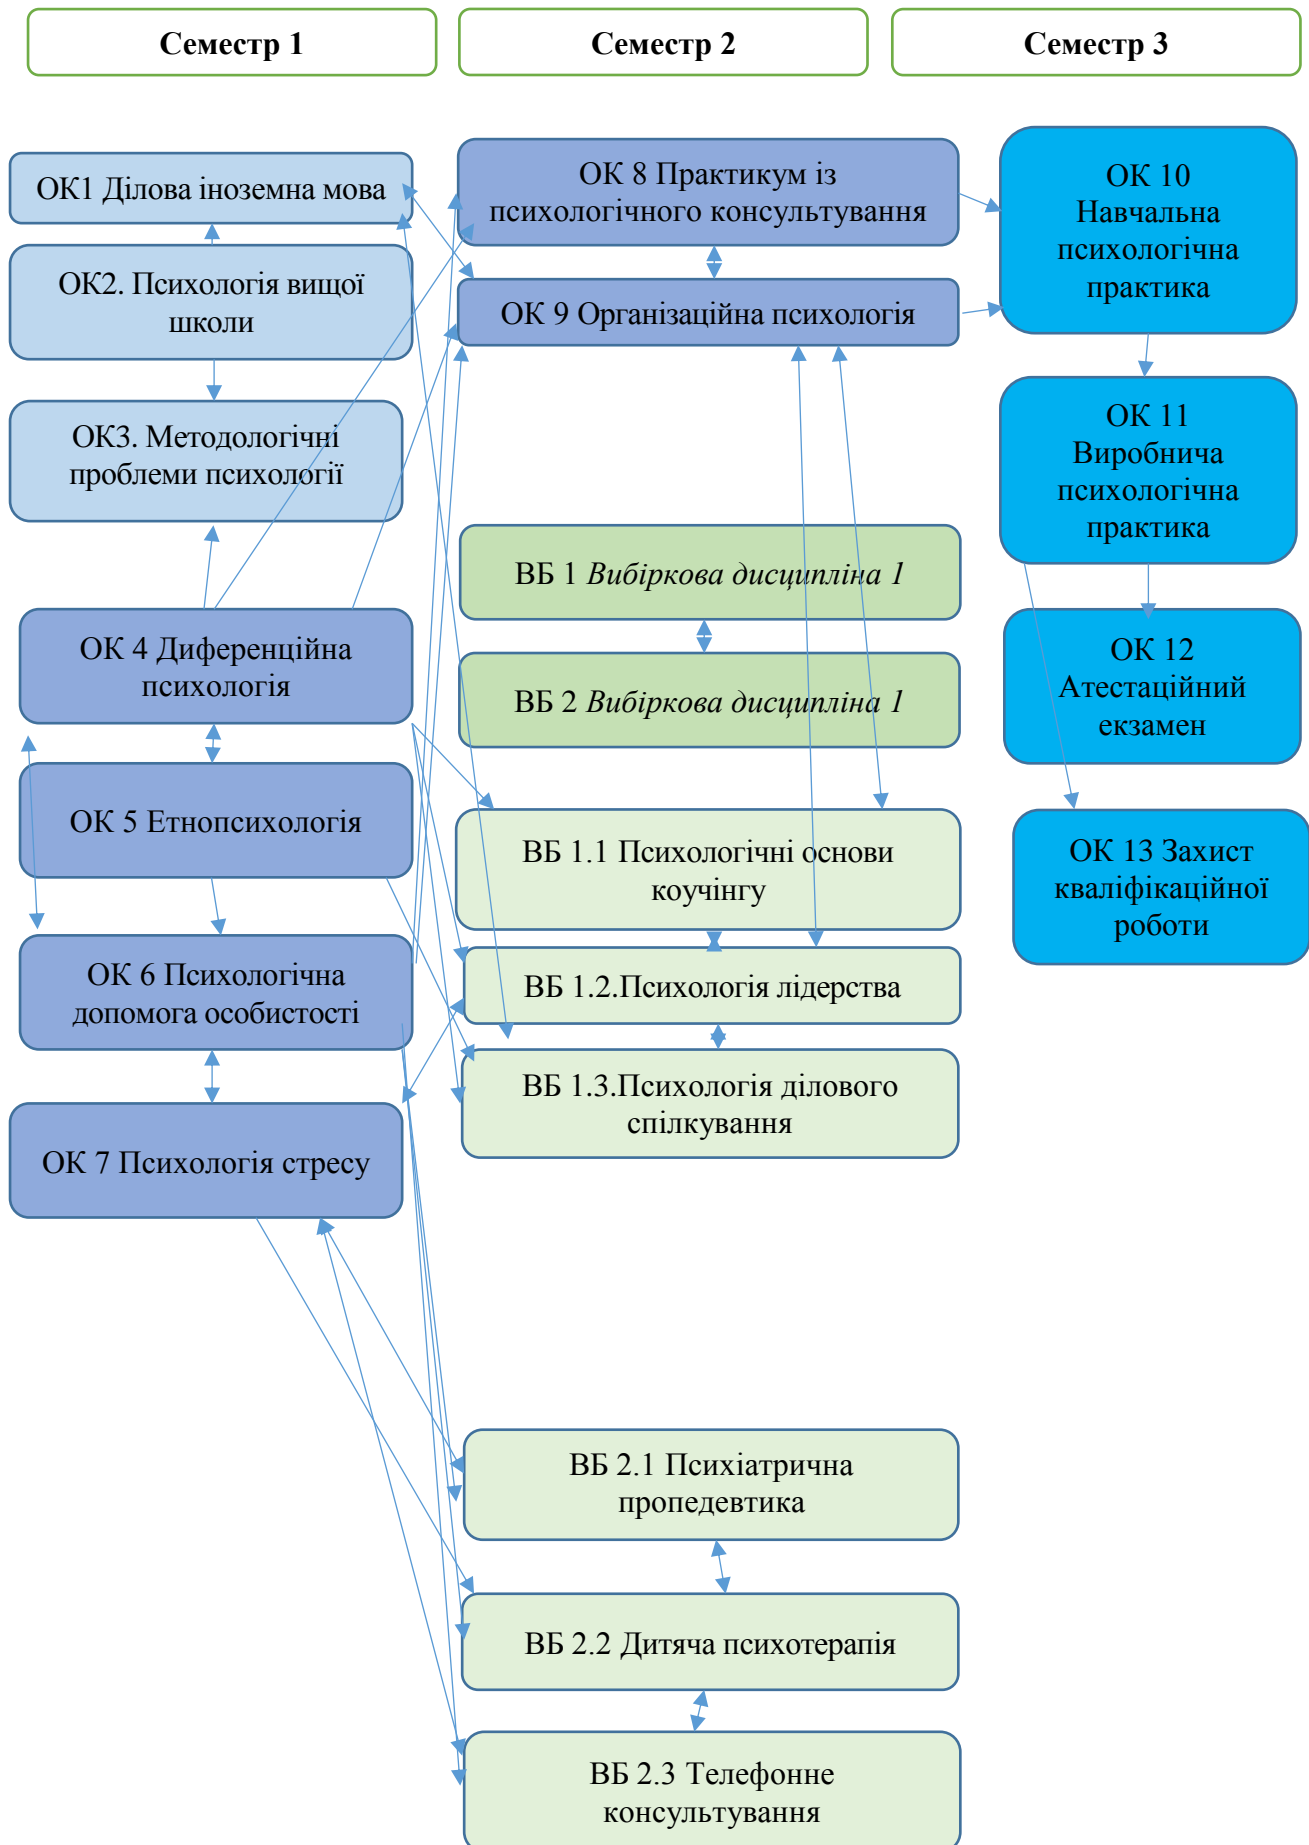 Семестр 1
Семестр 2
Семестр 3
ОК1 Ділова іноземна мова
ОК2. Психологія вищої
школи
ОК3. Методологічні
проблеми психології
ОК 4 Диференційна
психологія
ОК 5 Етнопсихологія
ОК 6 Психологічна
допомога особистості
ОК 7 Психологія стресу
ОК 8 Практикум із
психологічного консультування
ОК 9 Організаційна психологія
ВБ 1 Вибіркова дисципліна 1
ВБ 2 Вибіркова дисципліна 1
ВБ 1.1 Психологічні основи
коучінгу
ВБ 1.2.Психологія лідерства
ВБ 1.3.Психологія ділового
спілкування
ВБ 2.1 Психіатрична
пропедевтика
ВБ 2.2 Дитяча психотерапія
ВБ 2.3 Телефонне
консультування
ОК 10
Навчальна
психологічна
практика
ОК 11
Виробнича
психологічна
практика
ОК 12
Атестаційний
екзамен
ОК 13 Захист
кваліфікаційної
роботи